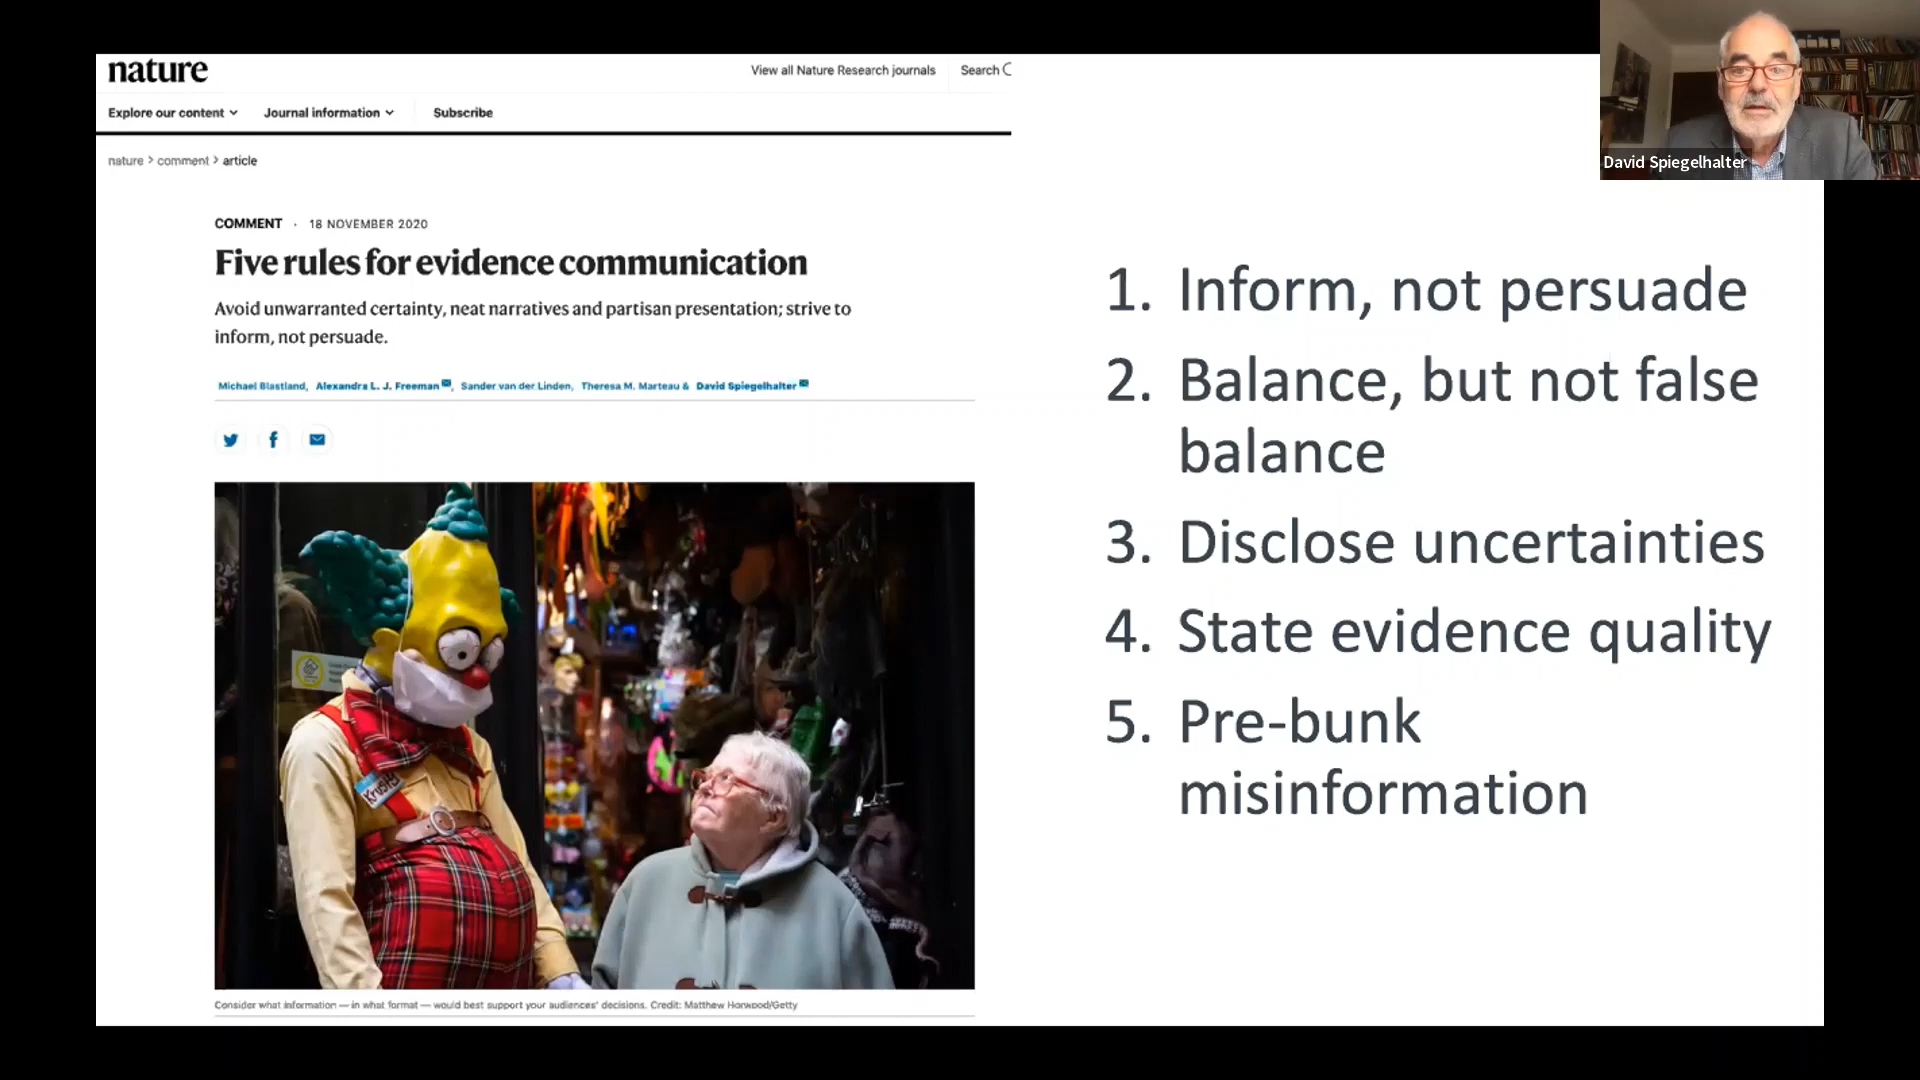 nature
View all Nature Research journals
Search
Explore our content
Journal information
Subscribe
nature > comment > article
COMMENT · 18 NOVEMBER 2020
Five rules for evidence communication
Avoid unwarranted certainty, neat narratives and partisan presentation; strive to
inform, not persuade.
Michael Blastland, Alexandra L. J. Freeman, Sander van der Linden, Theresa M. Marteau & David Spiegelhalter
Krusty
Consider what information — in what format — would best support your audiences' decisions. Credit: Matthew Horwood/Getty
David Spiegelhalter
1. Inform, not persuade
2. Balance, but not false
balance
3. Disclose uncertainties
4. State evidence quality
5. Pre-bunk
misinformation